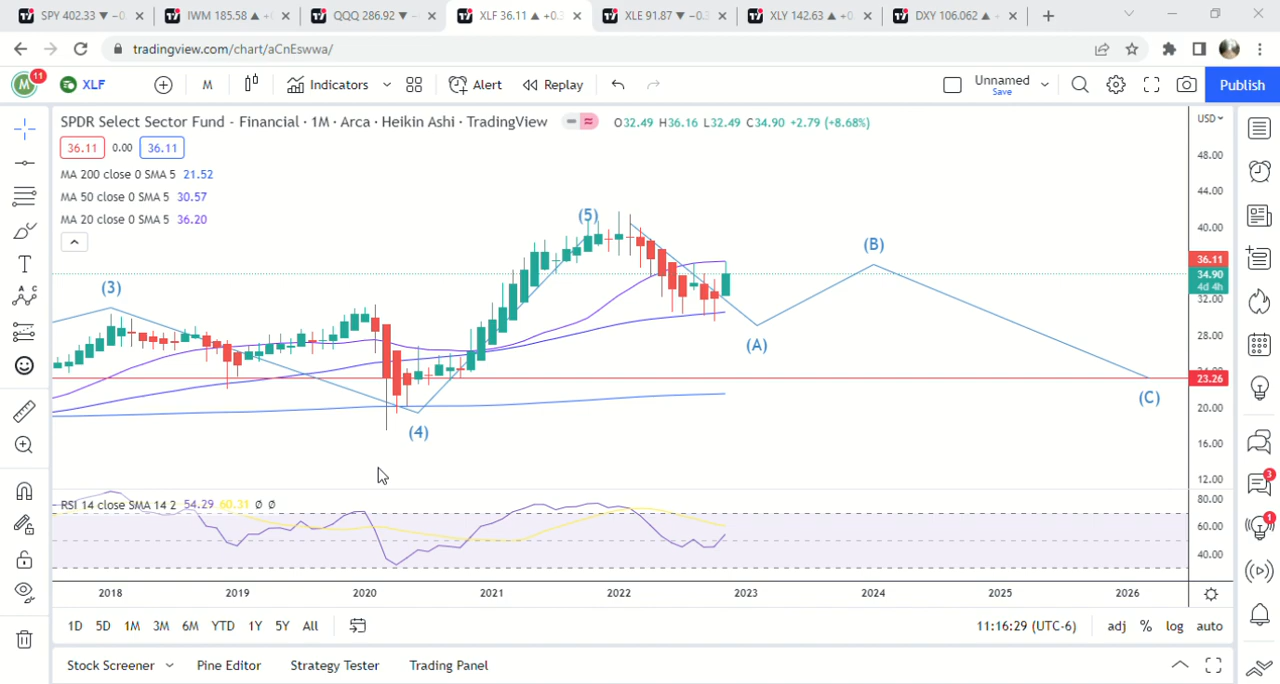 SPY 402.33 ▼ −0.
IWM 185.58 ▲ +
QQQ 286.92 ▼ −
XLF 36.11 ▲ +0.3
XLE 91.87 ▼ −0.
XLY 142.63 ▲ +0.
DXY 106.062 ▲ +
tradingview.com/chart/aCnEswwa/
M 11 XLF M Indicators Alert Replay Unnamed Publish
Save
SPDR Select Sector Fund - Financial · 1M · Arca · Heikin Ashi · TradingView O32.49 H36.16 L32.49 C34.90 +2.79 (+8.68%) USD
36.11 0.00 36.11
MA 200 close 0 SMA 5 21.52
MA 50 close 0 SMA 5 30.57
MA 20 close 0 SMA 5 36.20
48.00
44.00
40.00
36.11
34.90
4d 4h
32.00
28.00
23.26
20.00
16.00
12.00
(3)
(4)
(5)
(A)
(B)
(C)
RSI 14 close SMA 14 2 54.29 60.31 Ø Ø
80.00
60.00
40.00
2018 2019 2020 2021 2022 2023 2024 2025 2026
1D 5D 1M 3M 6M YTD 1Y 5Y All 11:16:29 (UTC-6) adj % log auto
Stock Screener Pine Editor Strategy Tester Trading Panel
3
1